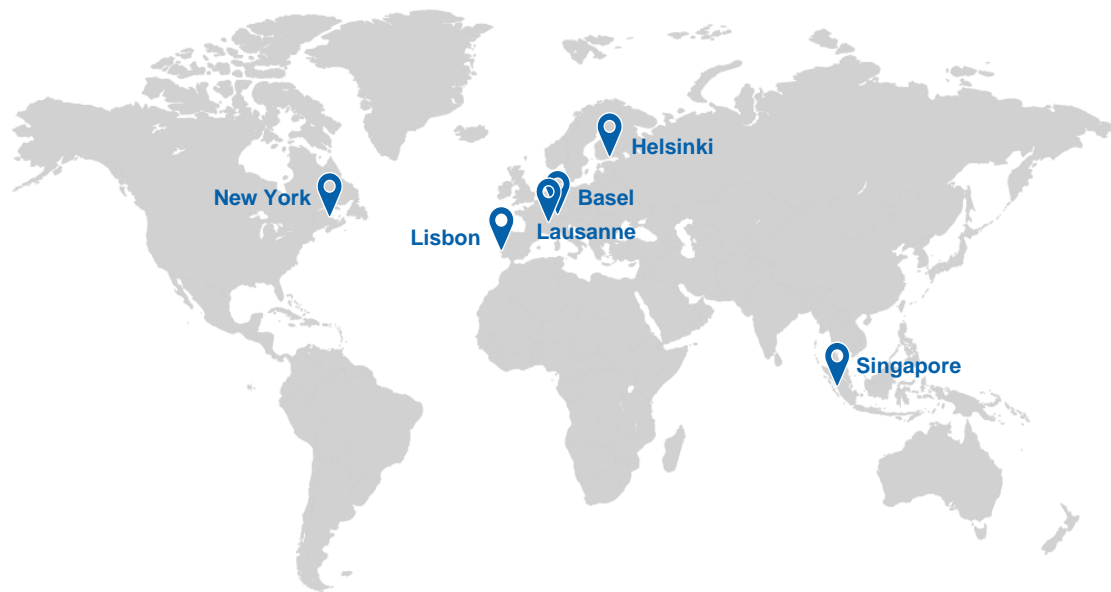 Helsinki
New York
Basel
Lausanne
Lisbon
Singapore